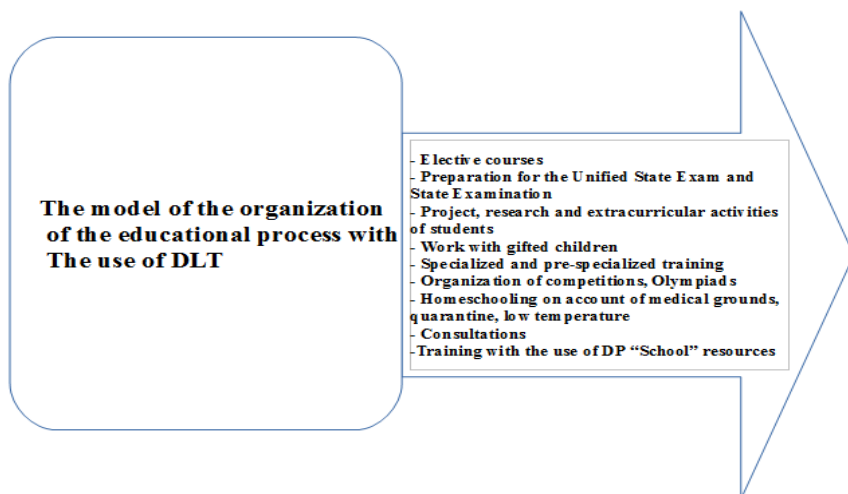 The model of the organization
of the educational process with
The use of DLT
- Elective courses
- Preparation for the Unified State Exam and
State Examination
- Project, research and extracurricular activities
of students
- Work with gifted children
- Specialized and pre-specialized training
- Organization of competitions, Olympiads
- Homeschooling on account of medical grounds,
quarantine, low temperature
- Consultations
-Training with the use of DP “School” resources